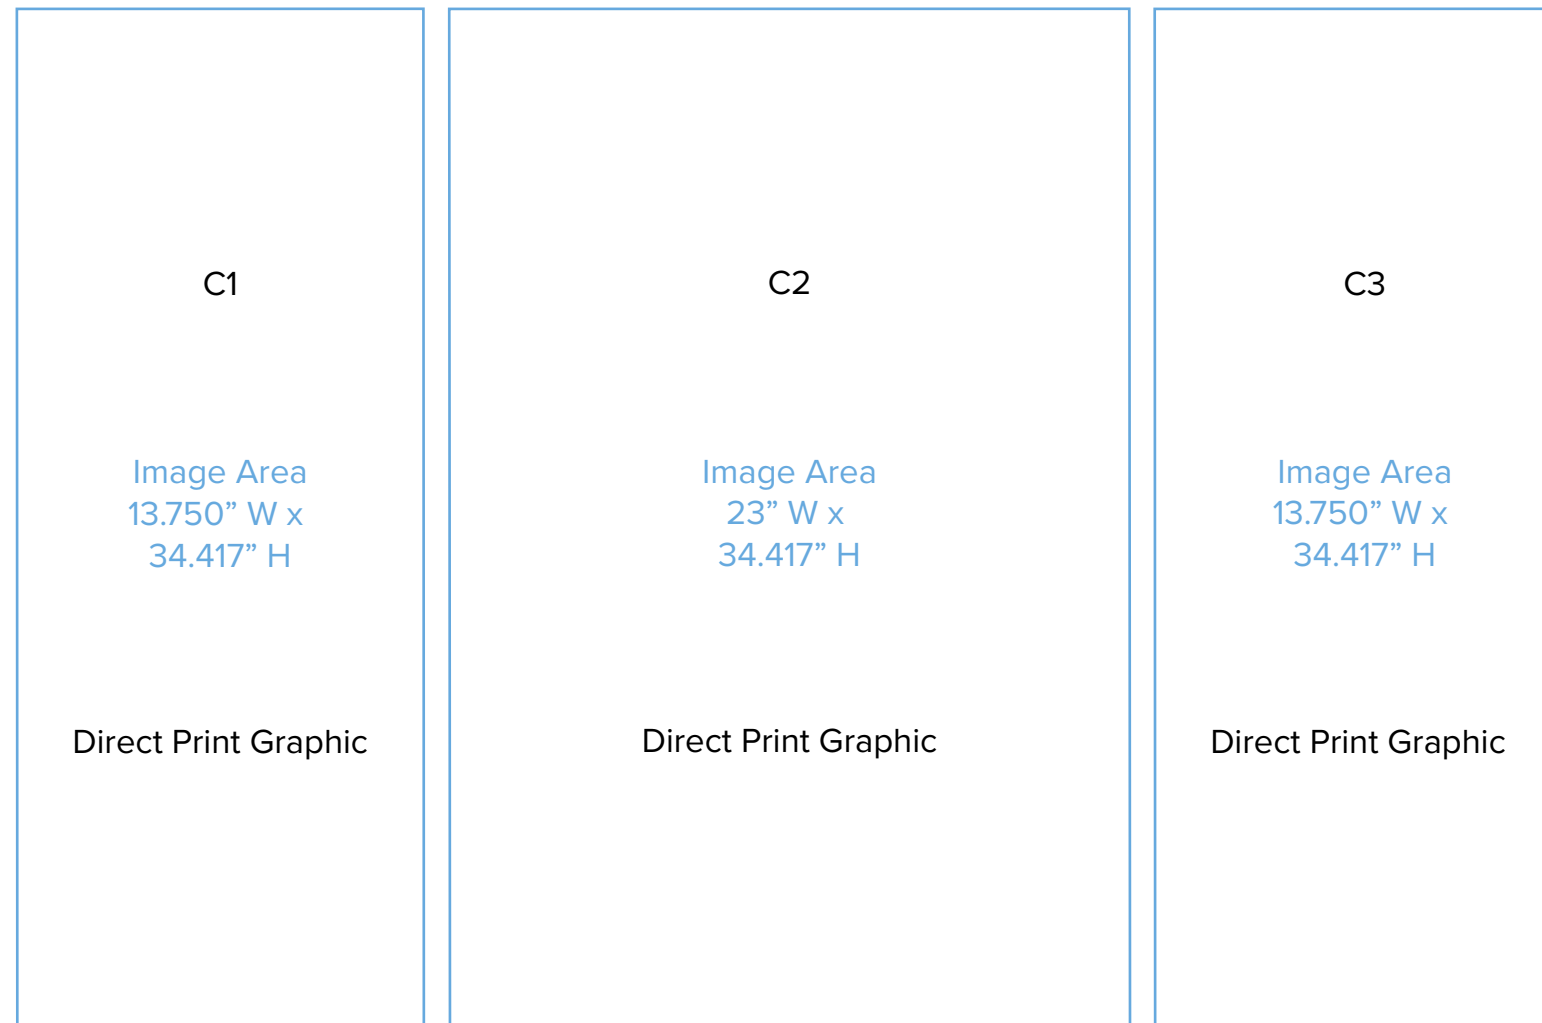 C1
Image Area
13.750” W x
34.417” H
Direct Print Graphic
C2
Image Area
23” W x
34.417” H
Direct Print Graphic
C3
Image Area
13.750” W x
34.417” H
Direct Print Graphic